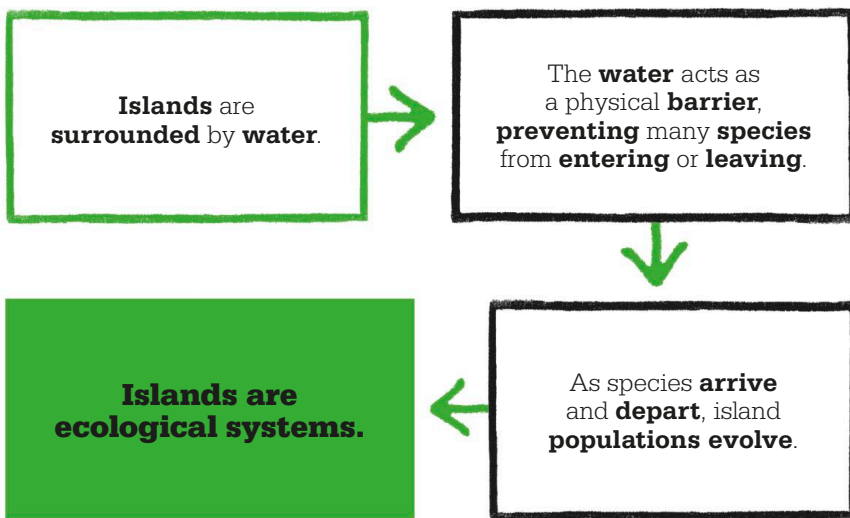 Islands are
surrounded by water.
The water acts as
a physical barrier,
preventing many species
from entering or leaving.
As species arrive
and depart, island
populations evolve.
Islands are
ecological systems.